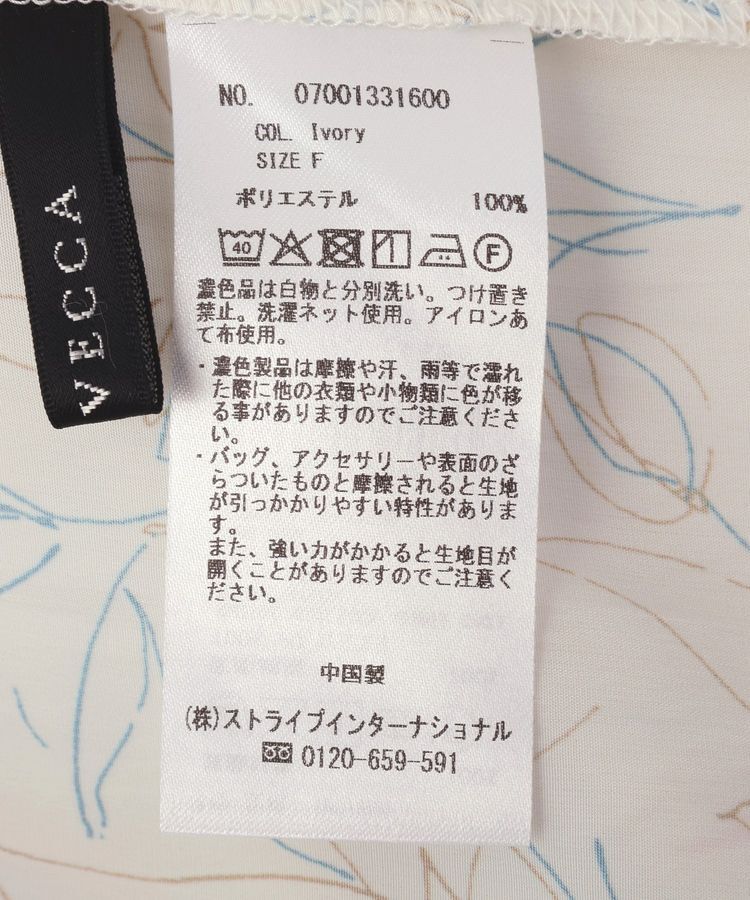 VECCA
NO. 07001331600
COL. Ivory
SIZE F
ポリエステル 100%
40
F
濃色品は白物と分別洗い。つけ置き
禁止。洗濯ネット使用。アイロンあ
て布使用。
・濃色製品は摩擦や汗、雨等で濡れ
た際に他の衣類や小物類に色が移
る事がありますのでご注意くださ
い。
・バッグ、アクセサリーや表面のざ
らついたものと摩擦されると生地
が引っかかりやすい特性がありま
す。
また、強い力がかかると生地目が
開くことがありますのでご注意く
ださい。
中国製
(株)ストライプインターナショナル
0120-659-591